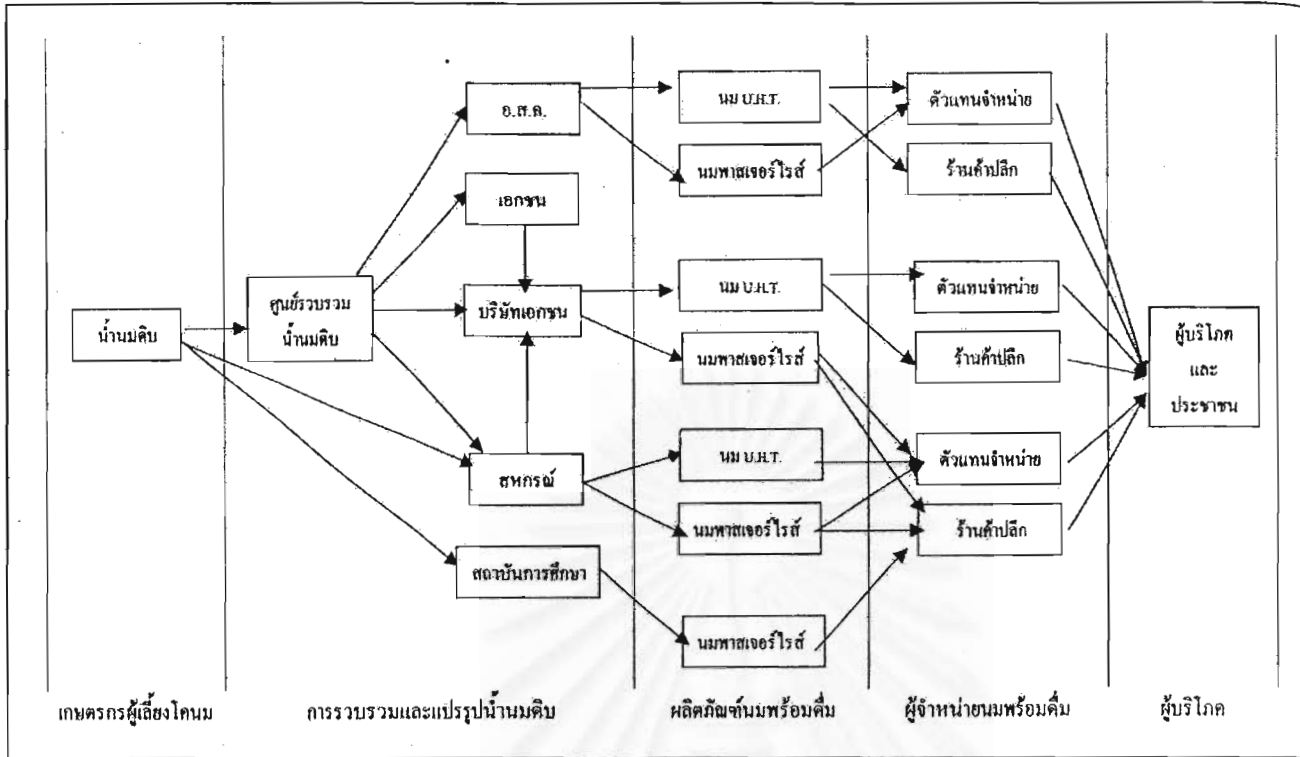 อ.ส.ค.
นม U.H.T.
ตัวแทนจำหน่าย
นมพาสเจอร์ไรส์
ร้านค้าปลีก
เอกชน
น้ำนมดิบ
ศูนย์รวบรวม
น้ำนมดิบ
บริษัทเอกชน
นม U.H.T.
ตัวแทนจำหน่าย
นมพาสเจอร์ไรส์
ร้านค้าปลีก
ผู้บริโภค
และ
ประชาชน
สหกรณ์
นม U.H.T.
ตัวแทนจำหน่าย
นมพาสเจอร์ไรส์
ร้านค้าปลีก
สถาบันการศึกษา
นมพาสเจอร์ไรส์
เกษตรกรผู้เลี้ยงโคนม
การรวบรวมและแปรรูปน้ำนมดิบ
ผลิตภัณฑ์นมพร้อมดื่ม
ผู้จำหน่ายนมพร้อมดื่ม
ผู้บริโภค